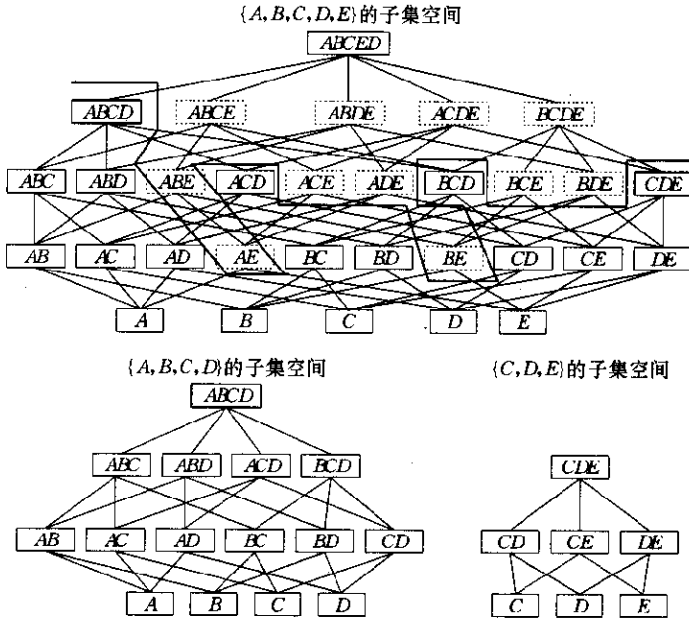 {A,B,C,D,E}的子集空间
ABCED
ABCD ABCE ABDE ACDE BCDE
ABC ABD ABE ACD ACE ADE BCD BCE BDE CDE
AB AC AD AE BC BD BE CD CE DE
A B C D E
{A,B,C,D}的子集空间
ABCD
ABC ABD ACD BCD
AB AC AD BC BD CD
A B C D
{C,D,E}的子集空间
CDE
CD CE DE
C D E